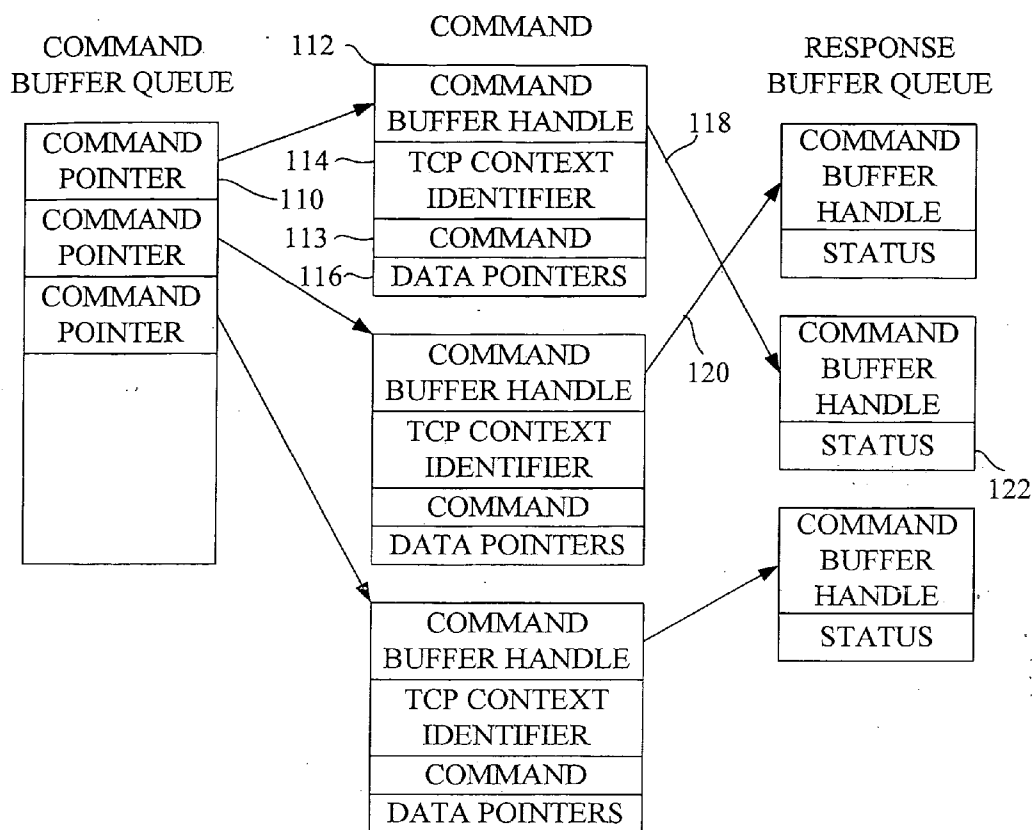 COMMAND
BUFFER QUEUE
COMMAND
POINTER
110
COMMAND
POINTER
COMMAND
POINTER
COMMAND
112
COMMAND
BUFFER HANDLE
114
TCP CONTEXT
IDENTIFIER
113
COMMAND
116
DATA POINTERS
COMMAND
BUFFER HANDLE
TCP CONTEXT
IDENTIFIER
COMMAND
DATA POINTERS
COMMAND
BUFFER HANDLE
TCP CONTEXT
IDENTIFIER
COMMAND
DATA POINTERS
118
120
RESPONSE
BUFFER QUEUE
COMMAND
BUFFER
HANDLE
STATUS
COMMAND
BUFFER
HANDLE
STATUS
122
COMMAND
BUFFER
HANDLE
STATUS